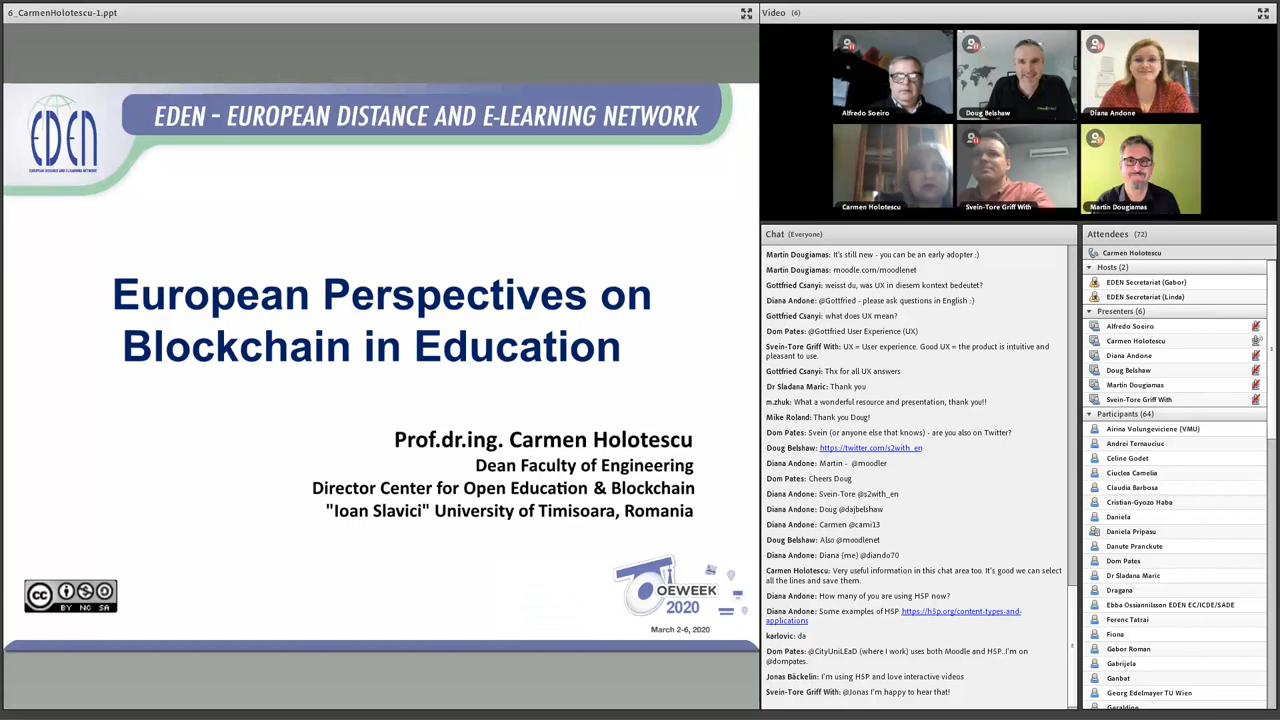 6_CarmenHolotescu-1.ppt
EDEN
EUROPEAN DISTANCE AND E-LEARNING NETWORK
EDEN - EUROPEAN DISTANCE AND E-LEARNING NETWORK
European Perspectives on
Blockchain in Education
Prof.dr.ing. Carmen Holotescu
Dean Faculty of Engineering
Director Center for Open Education & Blockchain
"Ioan Slavici" University of Timisoara, Romania
cc
BY NC SA
OEWEEK
2020
March 2-6, 2020
Video (6)
Alfredo Soeiro
Doug Belshaw
Diana Andone
Carmen Holotescu
Svein-Tore Griff With
Martin Dougiamas
Chat (Everyone)
Martin Dougiamas: It's still new - you can be an early adopter :)
Martin Dougiamas: moodle.com/moodlenet
Gottfried Csanyi: weisst du, was UX in diesem kontext bedeutet?
Diana Andone: @Gottfried - please ask questions in English :)
Gottfried Csanyi: what does UX mean?
Dom Pates: @Gottfried User Experience (UX)
Svein-Tore Griff With: UX = User experience. Good UX = the product is intuitive and
pleasant to use.
Gottfried Csanyi: Thx for all UX answers
Dr Sladana Maric: Thank you
m.zhuk: What a wonderful resource and presentation, thank you!!
Mike Roland: Thank you Doug!
Dom Pates: Svein (or anyone else that knows) - are you also on Twitter?
Doug Belshaw: https://twitter.com/s2with_en
Diana Andone: Martin - @moodler
Dom Pates: Cheers Doug
Diana Andone: Svein-Tore @s2with_en
Diana Andone: Doug @dajbelshaw
Diana Andone: Carmen @cami13
Doug Belshaw: Also @moodlenet
Diana Andone: Diana (me) @diando70
Carmen Holotescu: Very useful information in this chat area too. It's good we can select
all the lines and save them.
Diana Andone: How many of you are using H5P now?
Diana Andone: Some examples of H5P https://h5p.org/content-types-and-
applications
karlovic: da
Dom Pates: @CityUniLEaD (where I work) uses both Moodle and H5P..I'm on
@dompates.
Jonas Bäckelin: I'm using H5P and love interactive videos
Svein-Tore Griff With: @Jonas I'm happy to hear that!
Attendees (72)
Carmen Holotescu
Hosts (2)
EDEN Secretariat (Gabor)
EDEN Secretariat (Linda)
Presenters (6)
Alfredo Soeiro
Carmen Holotescu
Diana Andone
Doug Belshaw
Martin Dougiamas
Svein-Tore Griff With
Participants (64)
Airina Volungeviciene (VMU)
Andrei Ternauciuc
Celine Godet
Ciuclea Camelia
Claudia Barbosa
Cristian-Gyozo Haba
Daniela
Daniela Pripasu
Danute Pranckute
Dom Pates
Dr Sladana Maric
Dragana
Ebba Ossiannilsson EDEN EC/ICDE/SADE
Ferenc Tatrai
Fiona
Gabor Roman
Gabrijela
Ganbat
Georg Edelmayer TU Wien
Geraldine